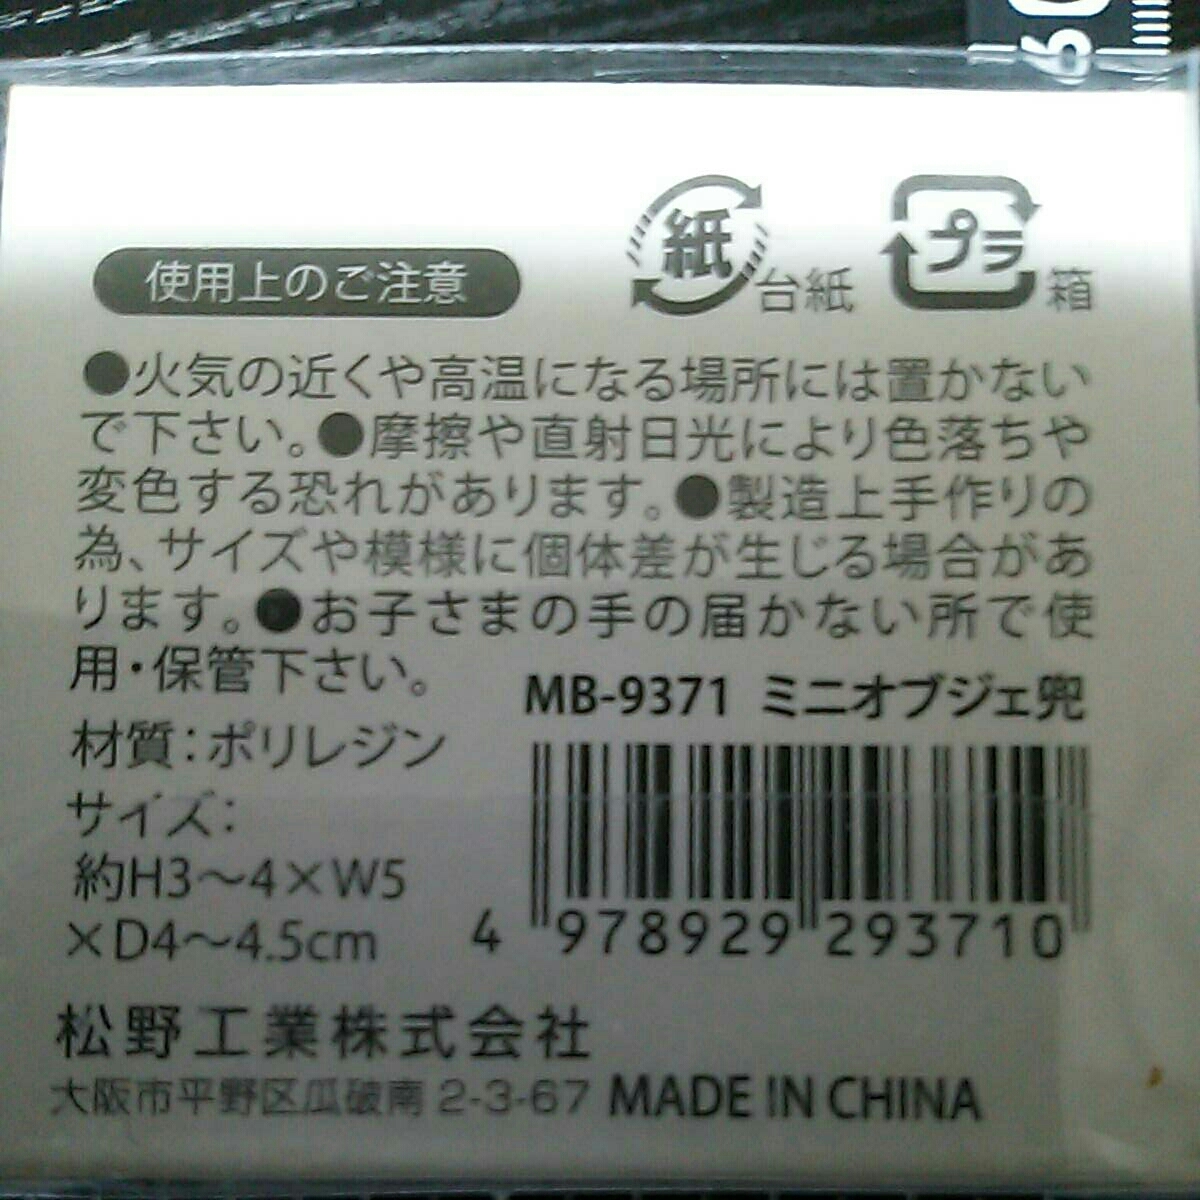 60
紙 台紙
プラ 箱
使用上のご注意
●火気の近くや高温になる場所には置かない
で下さい。●摩擦や直射日光により色落ちや
変色する恐れがあります。●製造上手作りの
為、サイズや模様に個体差が生じる場合があ
ります。●お子さまの手の届かない所で使
用・保管下さい。
MB-9371 ミニオブジェ兜
材質：ポリレジン
サイズ：
約H3～4×W5
×D4～4.5cm
4 978929 293710
松野工業株式会社
大阪市平野区瓜破南2-3-67 MADE IN CHINA